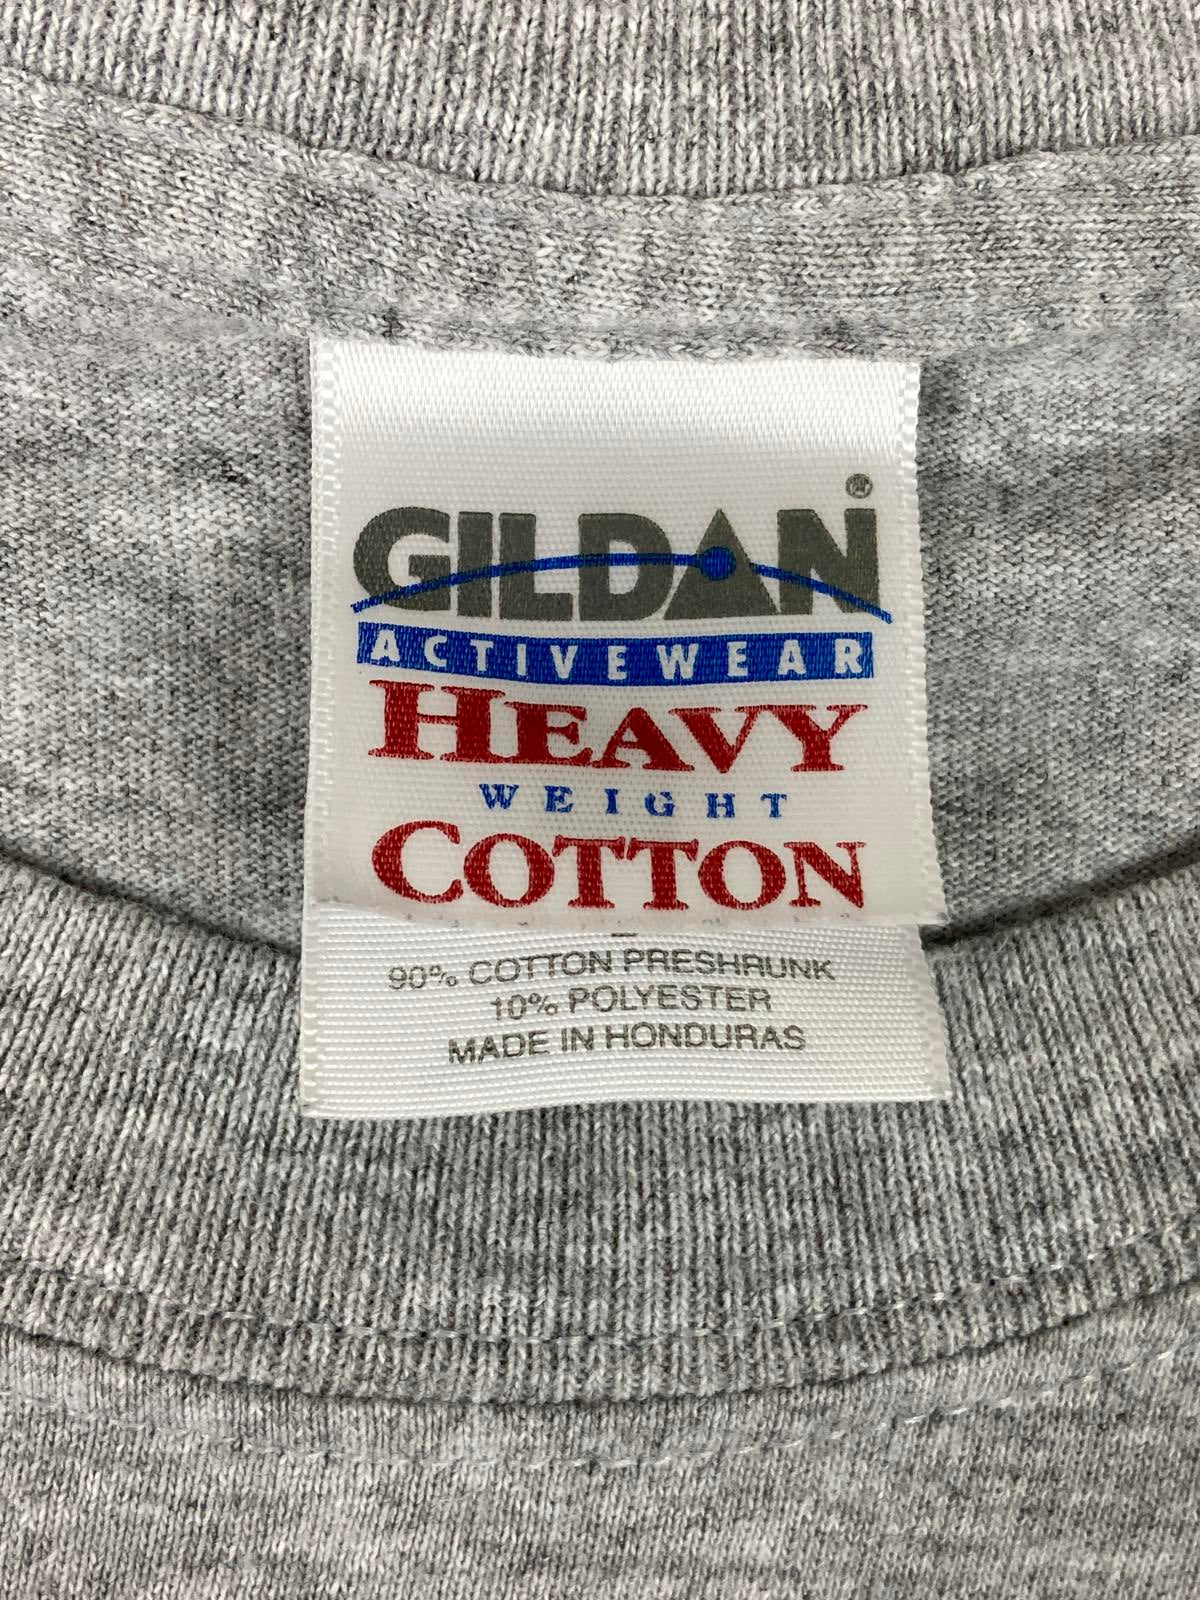 GILDAN®
ACTIVEWEAR
HEAVY
WEIGHT
COTTON
90% COTTON PRESHRUNK
10% POLYESTER
MADE IN HONDURAS